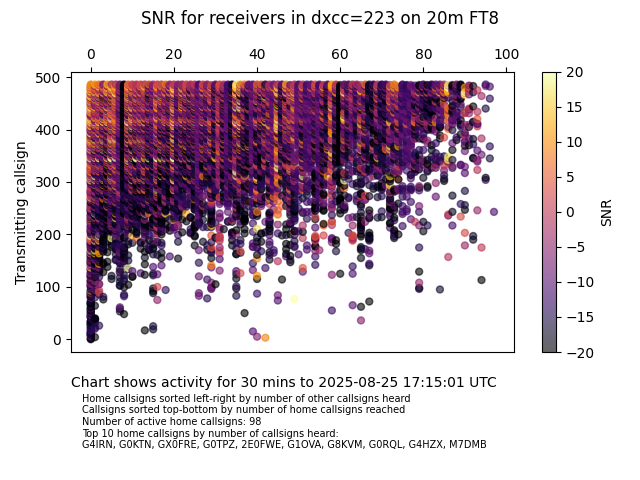 SNR for receivers in dxcc=223 on 20m FT8
0 20 40 60 80 100
500
400
300
200
100
0
Transmitting callsign
20
15
10
5
0
−5
−10
−15
−20
SNR
Chart shows activity for 30 mins to 2025-08-25 17:15:01 UTC
Home callsigns sorted left-right by number of other callsigns heard
Callsigns sorted top-bottom by number of home callsigns reached
Number of active home callsigns: 98
Top 10 home callsigns by number of callsigns heard:
G4IRN, G0KTN, GX0FRE, G0TPZ, 2E0FWE, G1OVA, G8KVM, G0RQL, G4HZX, M7DMB